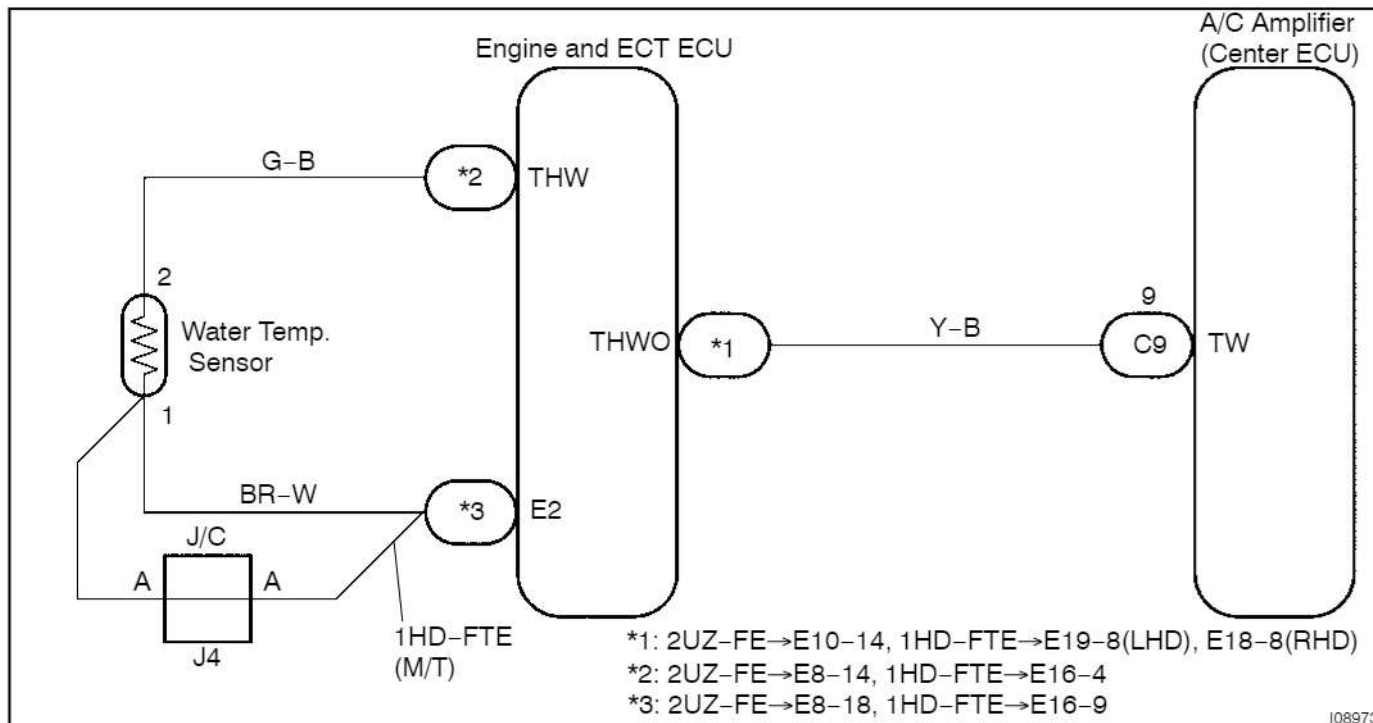 A/C Amplifier
(Center ECU)
Engine and ECT ECU
G-B
*2
THW
2
Water Temp.
Sensor
1
THWO
*1
Y-B
9
C9
TW
BR-W
*3
E2
J/C
A
A
J4
1HD-FTE
(M/T)
*1: 2UZ-FE→E10-14, 1HD-FTE→E19-8(LHD), E18-8(RHD)
*2: 2UZ-FE→E8-14, 1HD-FTE→E16-4
*3: 2UZ-FE→E8-18, 1HD-FTE→E16-9
I08973